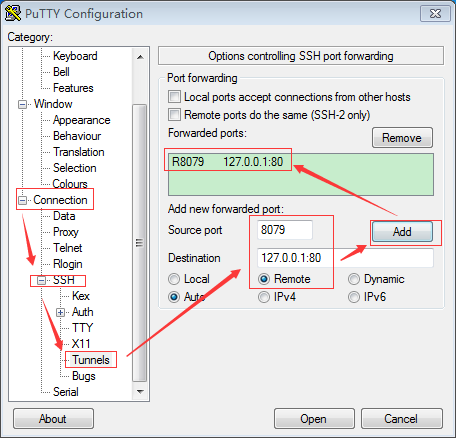 PuTTY Configuration
Category:
Keyboard
Bell
Features
Window
Appearance
Behaviour
Translation
Selection
Colours
Connection
Data
Proxy
Telnet
Rlogin
SSH
Kex
Auth
TTY
X11
Tunnels
Bugs
Serial
Options controlling SSH port forwarding
Port forwarding
Local ports accept connections from other hosts
Remote ports do the same (SSH-2 only)
Forwarded ports:
Remove
R8079 127.0.0.1:80
Add new forwarded port:
Source port 8079 Add
Destination 127.0.0.1:80
Local Remote Dynamic
Auto IPv4 IPv6
About Open Cancel